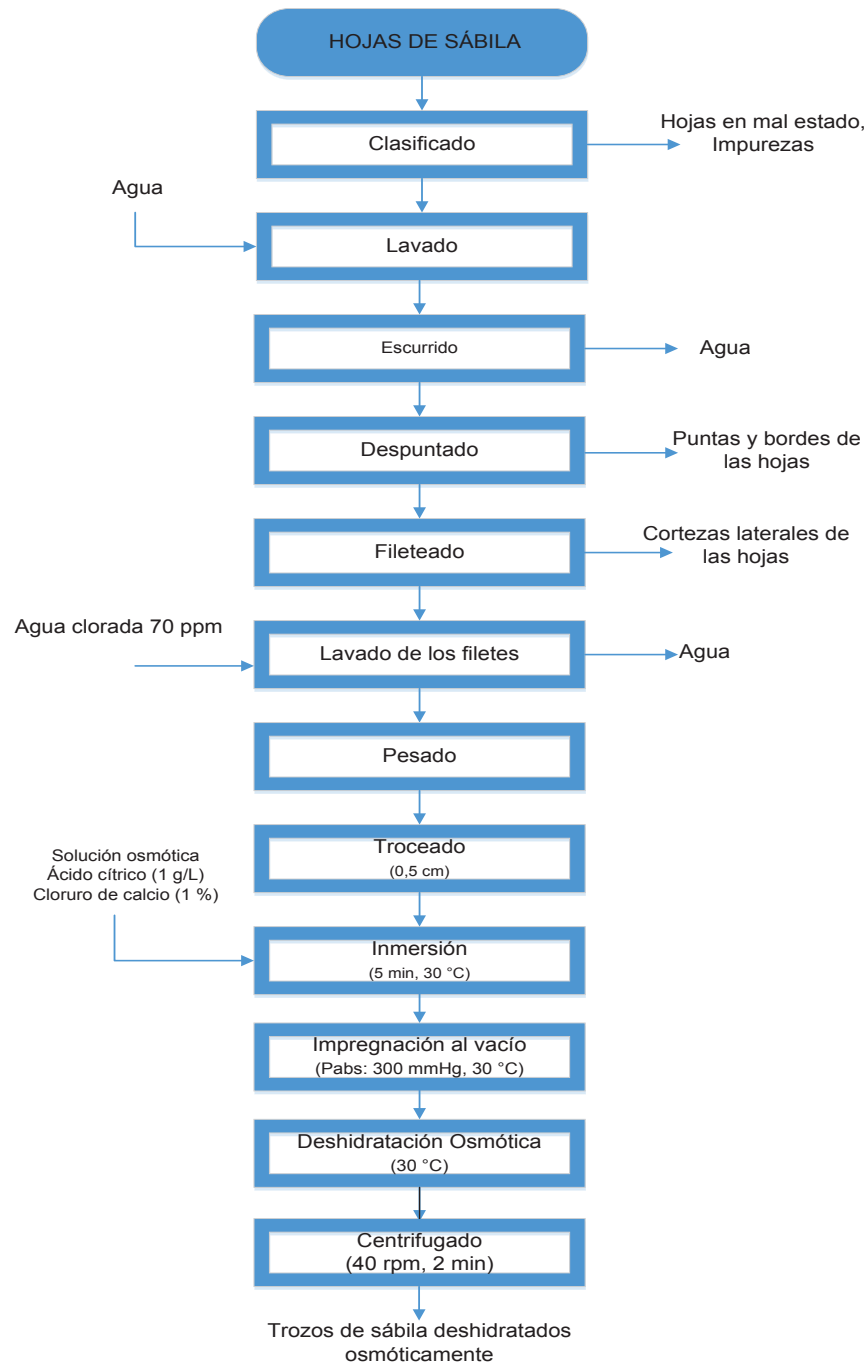 HOJAS DE SÁBILA
Clasificado
Hojas en mal estado,
Impurezas
Agua
Lavado
Escurrido
Agua
Despuntado
Puntas y bordes de
las hojas
Fileteado
Cortezas laterales de
las hojas
Agua clorada 70 ppm
Lavado de los filetes
Agua
Pesado
Troceado
(0,5 cm)
Solución osmótica
Ácido cítrico (1 g/L)
Cloruro de calcio (1 %)
Inmersión
(5 min, 30 °C)
Impregnación al vacío
(Pabs: 300 mmHg, 30 °C)
Deshidratación Osmótica
(30 °C)
Centrifugado
(40 rpm, 2 min)
Trozos de sábila deshidratados
osmóticamente